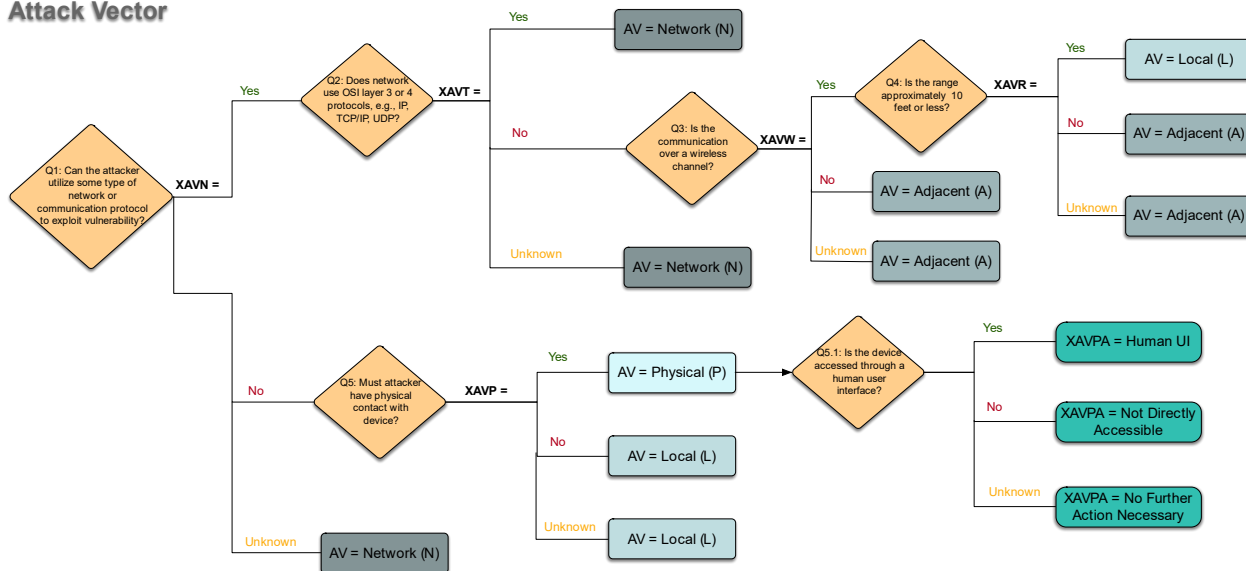 Attack Vector
Yes
AV = Network (N)
Q2: Does network
use OSI layer 3 or 4
protocols, e.g., IP,
TCP/IP, UDP?
Yes
XAVT =
No
Q3: Is the
communication
over a wireless
channel?
XAVW =
Yes
Q4: Is the range
approximately 10
feet or less?
XAVR =
Yes
AV = Local (L)
No
AV = Adjacent (A)
Unknown
AV = Adjacent (A)
No
AV = Adjacent (A)
Unknown
AV = Adjacent (A)
Unknown
AV = Network (N)
Q1: Can the attacker
utilize some type of
network or
communication protocol
to exploit vulnerability?
XAVN =
No
Q5: Must attacker
have physical
contact with
device?
XAVP =
Yes
AV = Physical (P)
Q5.1: Is the device
accessed through a
human user
interface?
Yes
XAVPA = Human UI
No
XAVPA = Not Directly
Accessible
Unknown
XAVPA = No Further
Action Necessary
No
AV = Local (L)
Unknown
AV = Local (L)
Unknown
AV = Network (N)